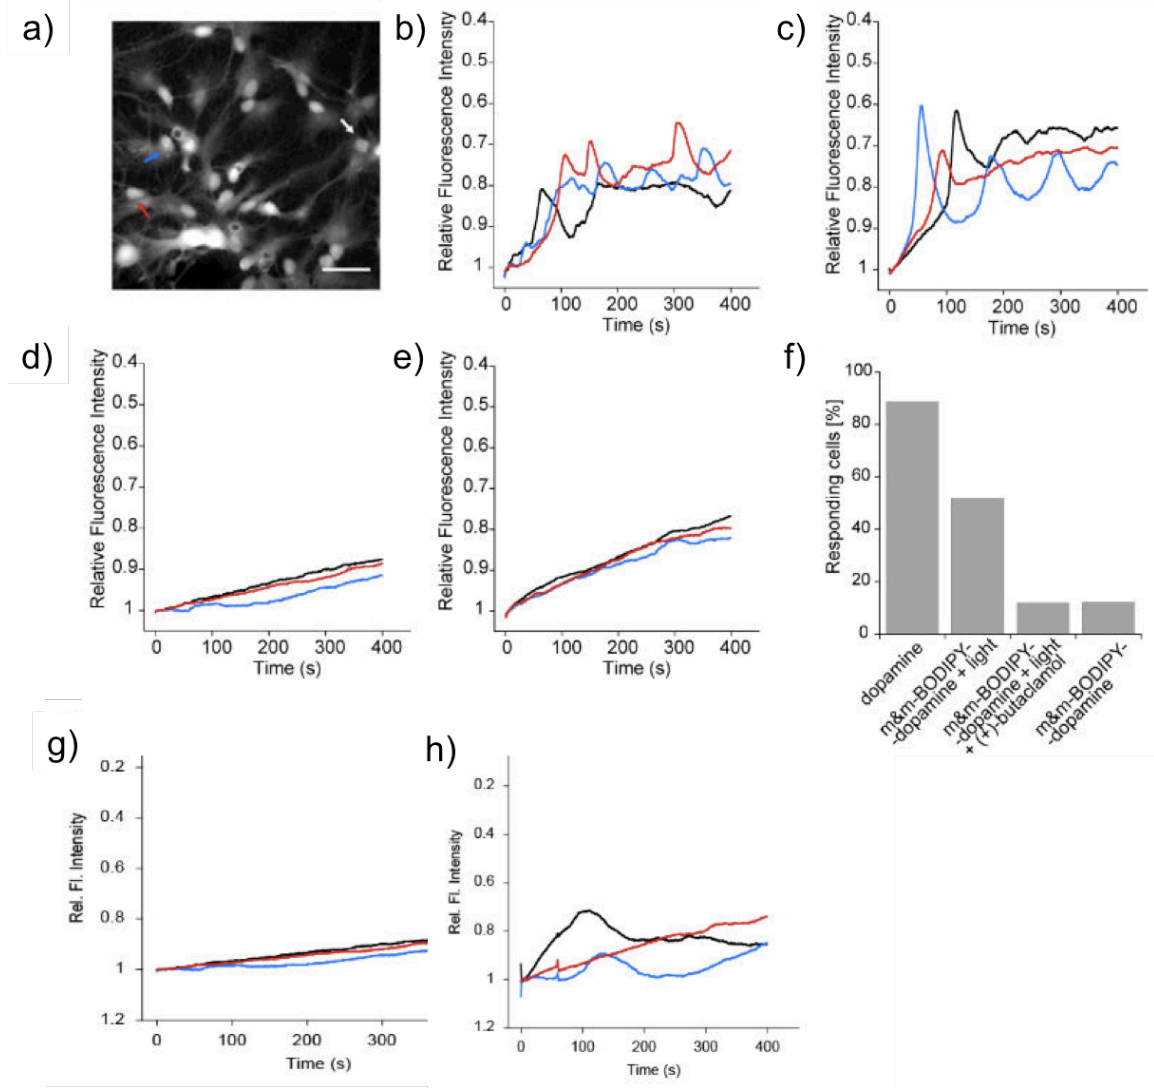 a)
b)
Relative Fluorescence Intensity
0.4
0.5
0.6
0.7
0.8
0.9
1
0 100 200 300 400
Time (s)
c)
Relative Fluorescence Intensity
0.4
0.5
0.6
0.7
0.8
0.9
1
0 100 200 300 400
Time (s)
d)
Relative Fluorescence Intensity
0.4
0.5
0.6
0.7
0.8
0.9
1
0 100 200 300 400
Time (s)
e)
Relative Fluorescence Intensity
0.4
0.5
0.6
0.7
0.8
0.9
1
0 100 200 300 400
Time (s)
f)
Responding cells [%]
100
80
60
40
20
0
dopamine
m&m-BODIPY-
-dopamine + light
m&m-BODIPY-
-dopamine + light
+ (+)-butaclamol
m&m-BODIPY-
-dopamine
g)
Rel. Fl. Intensity
0.2
0.4
0.6
0.8
1
1.2
0 100 200 300
Time (s)
h)
Rel. Fl. Intensity
0.2
0.4
0.6
0.8
1
1.2
0 100 200 300 400
Time (s)